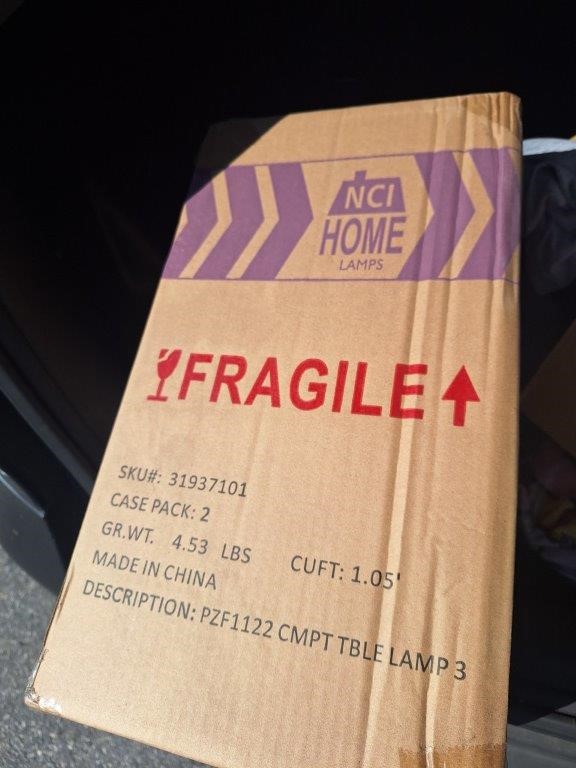 NCI
HOME
LAMPS
FRAGILE
SKU#: 31937101
CASE PACK: 2
GR.WT. 4.53 LBS CUFT: 1.05'
MADE IN CHINA
DESCRIPTION: PZF1122 CMPT TBLE LAMP 3